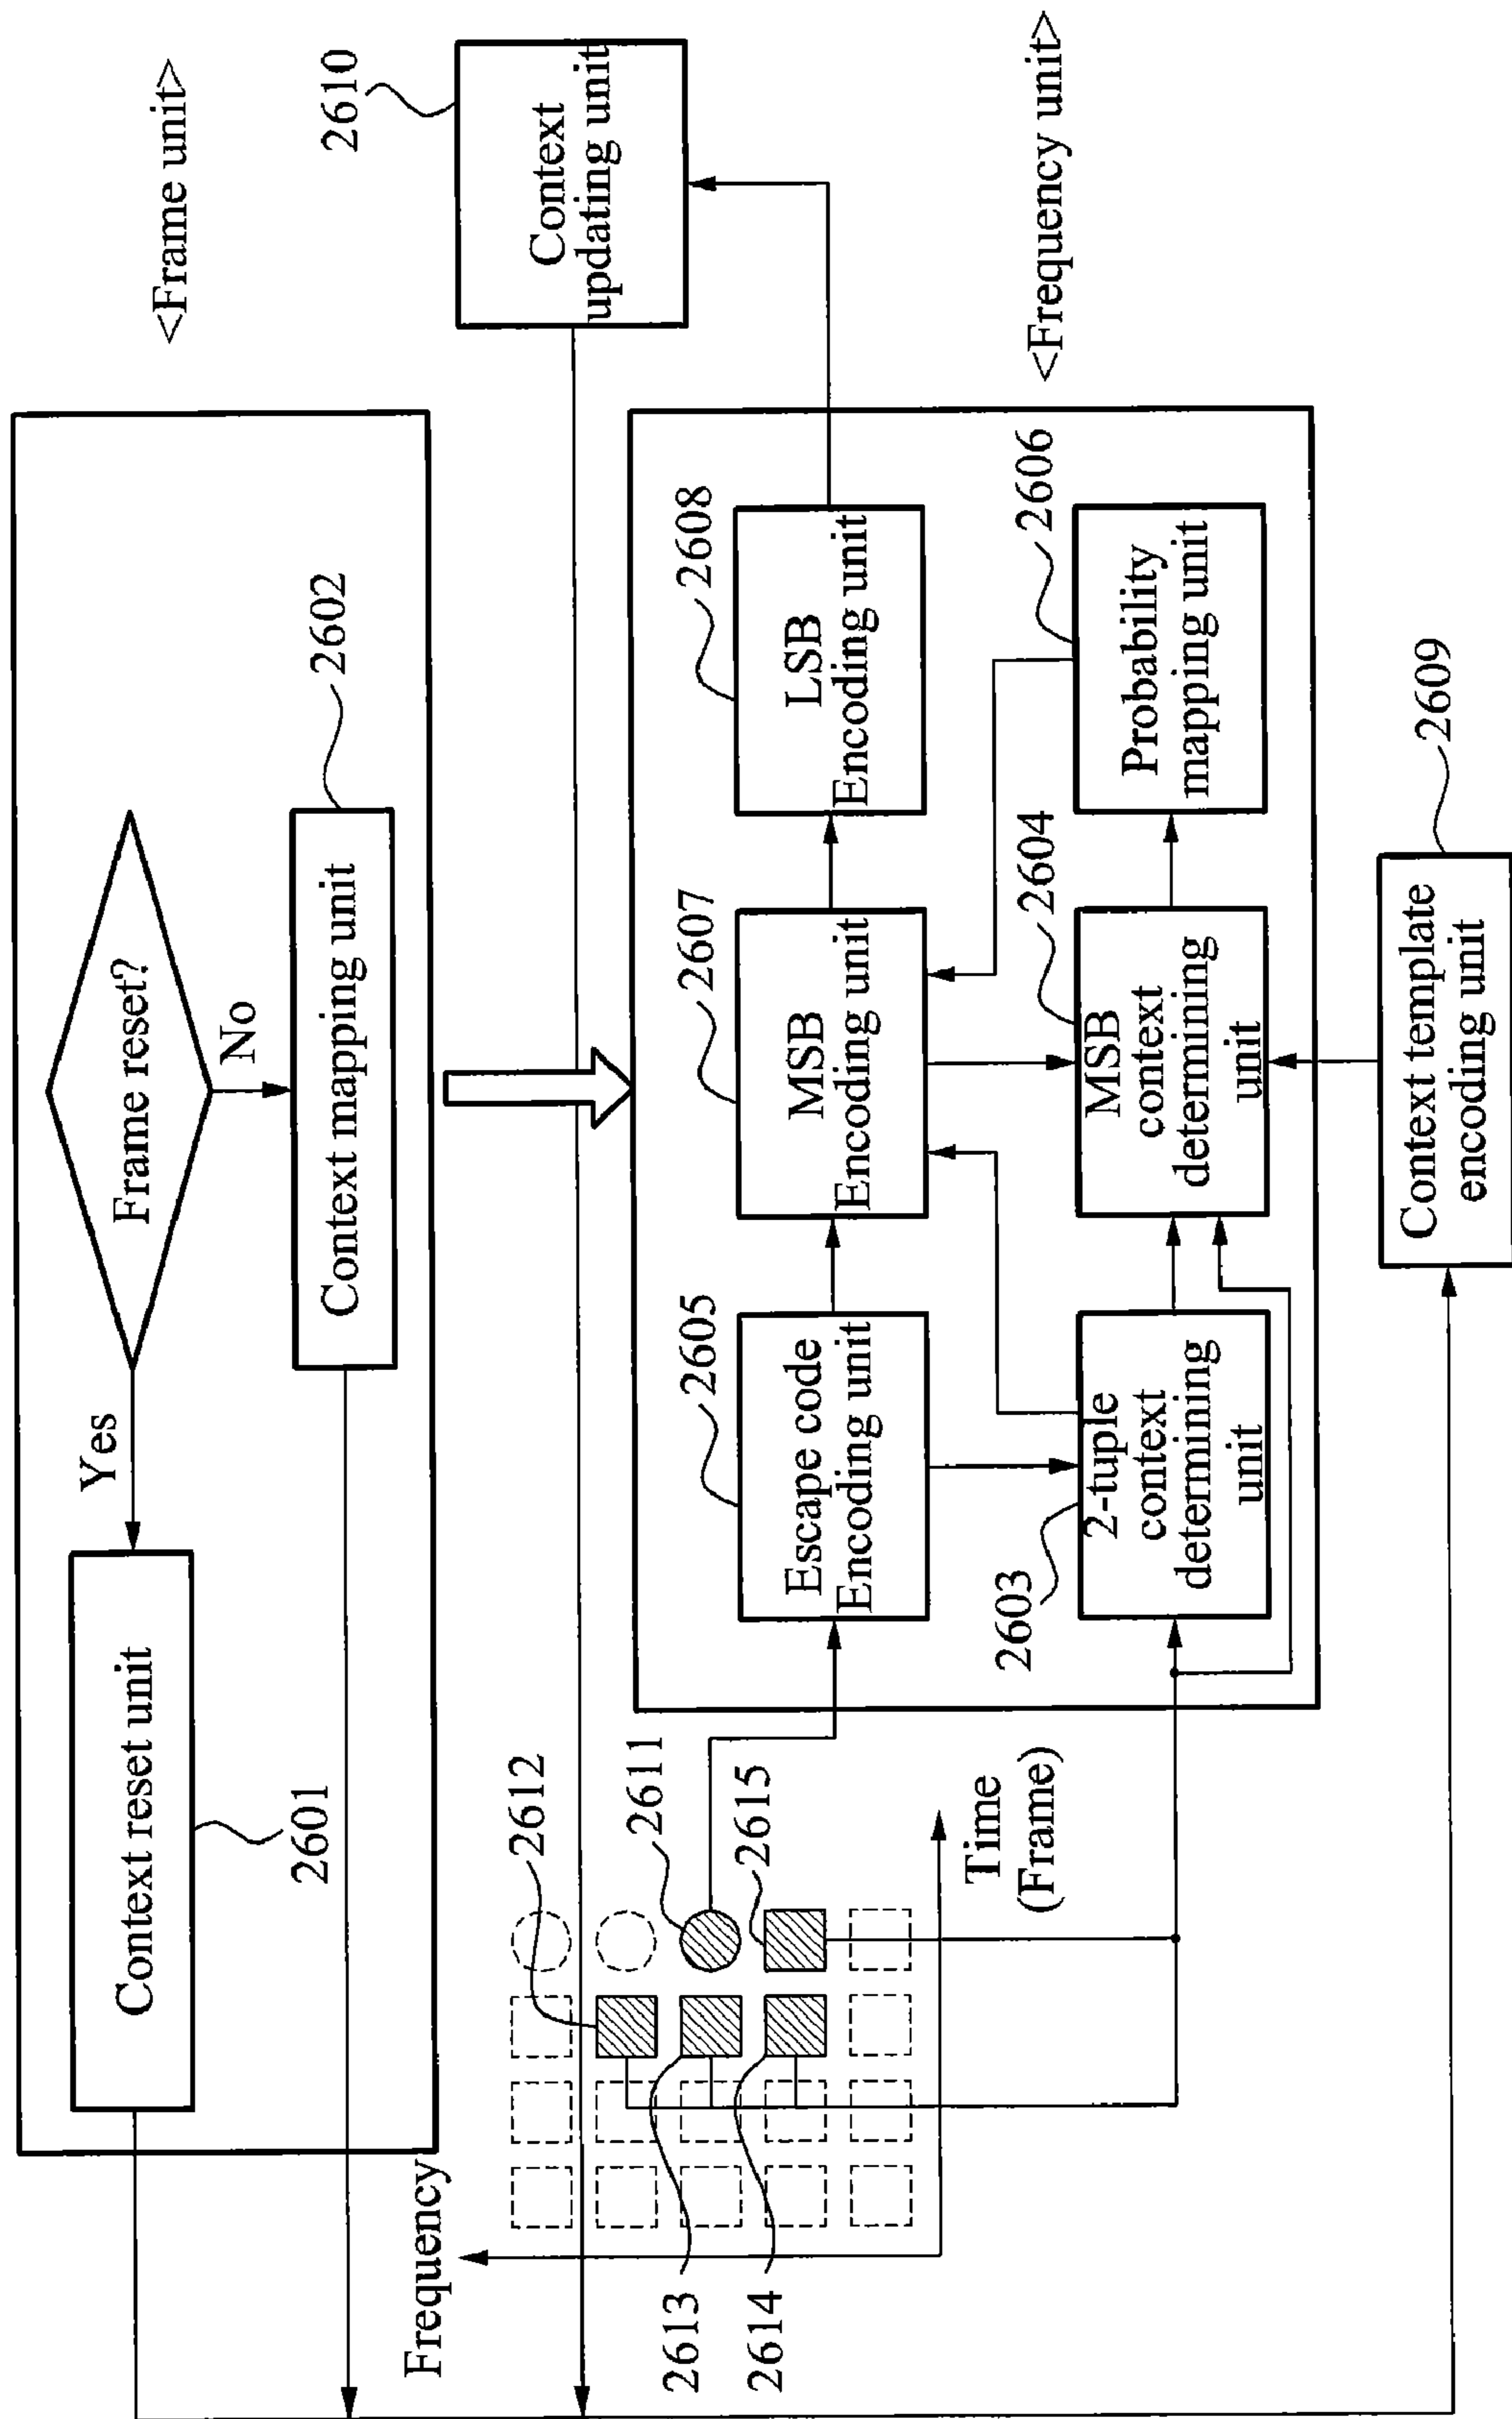 <Frame unit>
Frame reset?
Yes
No
Context reset unit
2601
Context mapping unit
2602
Context
updating unit
2610
<Frequency unit>
Frequency
2612
2611
2615
2613
2614
Time
(Frame)
Escape code
Encoding unit
2605
MSB
Encoding unit
2607
LSB
Encoding unit
2608
2-tuple
context
determining
unit
2603
MSB
context
determining
unit
2604
Probability
mapping unit
2606
Context template
encoding unit
2609